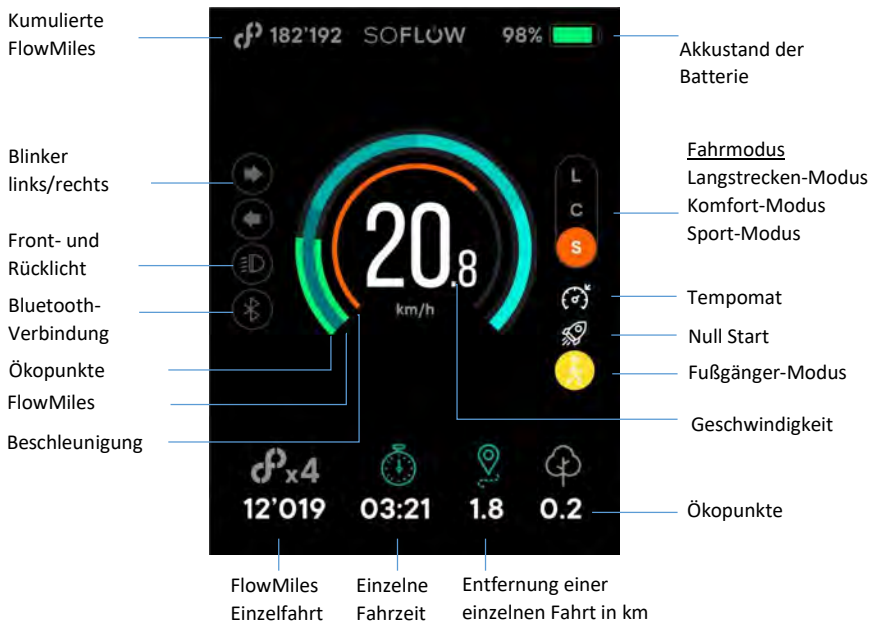 Kumulierte
FlowMiles
182'192 SOFLOW 98%
Akkustand der
Batterie
Blinker
links/rechts
Front- und
Rücklicht
Bluetooth-
Verbindung
Ökopunkte
FlowMiles
Beschleunigung
L
C
S
20.8
km/h
Fahrmodus
Langstrecken-Modus
Komfort-Modus
Sport-Modus
Tempomat
Null Start
Fußgänger-Modus
Geschwindigkeit
x4
12'019 03:21 1.8 0.2
Ökopunkte
FlowMiles
Einzelfahrt
Einzelne
Fahrzeit
Entfernung einer
einzelnen Fahrt in km